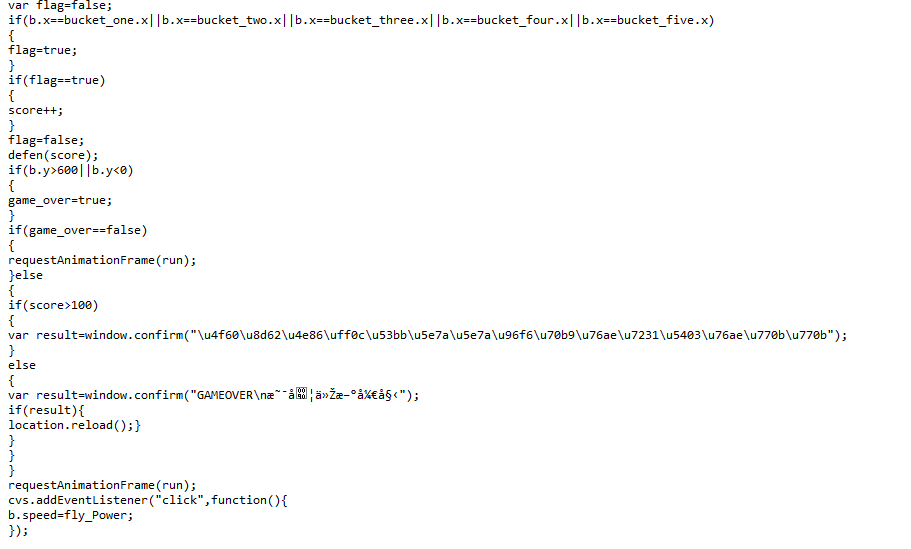 var flag=false;
if(b.x==bucket_one.x||b.x==bucket_two.x||b.x==bucket_three.x||b.x==bucket_four.x||b.x==bucket_five.x)
{
flag=true;
}
if(flag==true)
{
score++;
}
flag=false;
defen(score);
if(b.y>600||b.y<0)
{
game_over=true;
}
if(game_over==false)
{
requestAnimationFrame(run);
}else
{
if(score>100)
{
var result=window.confirm("\u4f60\u8d62\u4e86\uff0c\u53bb\u5e7a\u5e7a\u96f6\u70b9\u76ae\u7231\u5403\u76ae\u770b\u770b");
}
else
{
var result=window.confirm("GAMEOVER\næ˜¯å¦ä»Žæ–°å¼€å§‹");
if(result){
location.reload();}
}
}
}
requestAnimationFrame(run);
cvs.addEventListener("click",function(){
b.speed=fly_Power;
});